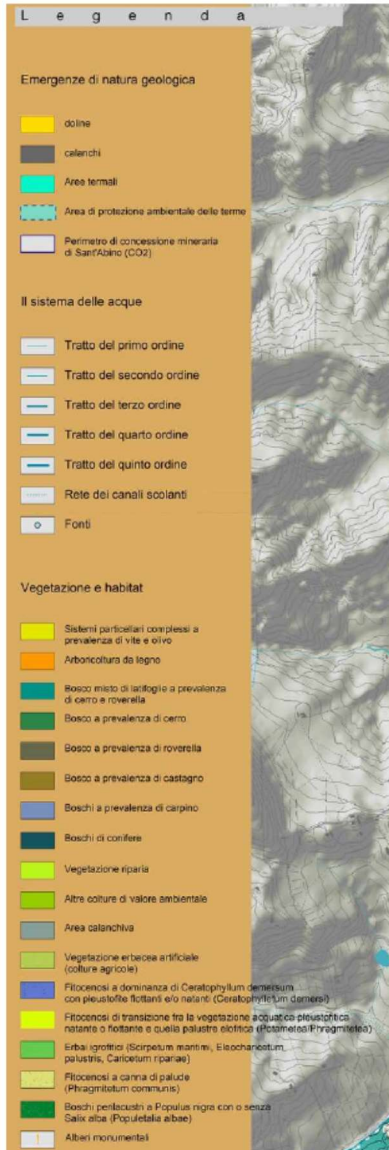 L e g e n d a
Emergenze di natura geologica
doline
calanchi
Aree termali
Area di protezione ambientale delle terme
Perimetro di concessione mineraria
di Sant'Albino (CO2)
Il sistema delle acque
Tratto del primo ordine
Tratto del secondo ordine
Tratto del terzo ordine
Tratto del quarto ordine
Tratto del quinto ordine
Rete dei canali scolanti
Fonti
Vegetazione e habitat
Sistemi particellari complessi a
prevalenza di vite e olivo
Arboricoltura da legno
Bosco misto di latifoglie a prevalenza
di cerro e roverella
Bosco a prevalenza di cerro
Bosco a prevalenza di roverella
Bosco a prevalenza di castagno
Boschi a prevalenza di carpino
Boschi di conifere
Vegetazione riparia
Altre colture di valore ambientale
Area calanchiva
Vegetazione erbacea artificiale
(colture agricole)
Fitocenosi a dominanza di Ceratophyllum demersum
con pleustofite flottanti e/o natanti (Ceratophylletum demersi)
Fitocenosi di transizione fra la vegetazione acquatica pleustofitica
natante o flottante e quella palustre elofitica (Potametea/Phragmitetea)
Erbai igrofitici (Scirpetum maritimi, Eleocharicetum
palustris, Caricetum ripariae)
Fitocenosi a canna di palude
(Phragmitetum communis)
Boschi perilacustri a Populus nigra con o senza
Salix alba (Populetalia albae)
Alberi monumentali